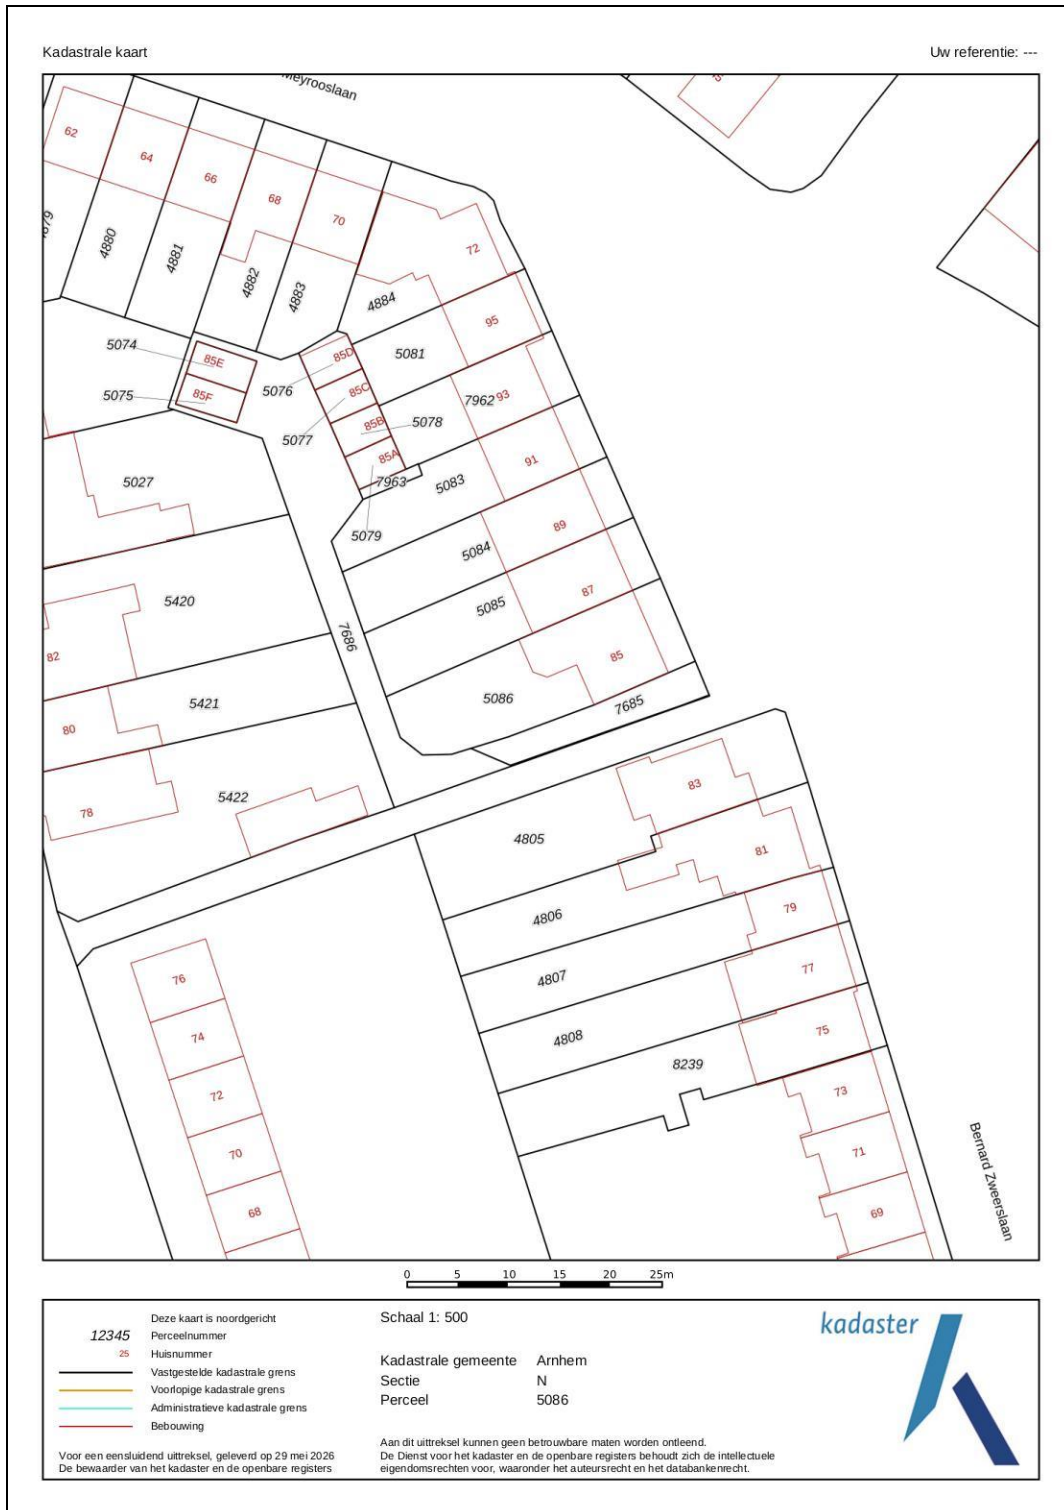 Kadastrale kaart
Uw referentie: ---
Meyrooslaan
62
64
66
68
70
72
4880
4881
4882
4883
4884
95
5074
85E
5081
85D
5075
85F
5076
85C
7962
93
5078
85B
5077
85A
91
5027
7963
5083
5079
89
5084
87
5085
5420
7686
82
85
5421
5086
7685
80
83
5422
78
4805
81
4806
79
76
4807
77
74
4808
75
8239
72
73
70
71
68
69
Bernard Zweerslaan
0 5 10 15 20 25m
Deze kaart is noordgericht
12345 Perceelnummer
25 Huisnummer
Vastgestelde kadastrale grens
Voorlopige kadastrale grens
Administratieve kadastrale grens
Bebouwing
Voor een eensluidend uittreksel, geleverd op 29 mei 2026
De bewaarder van het kadaster en de openbare registers
Schaal 1: 500
Kadastrale gemeente Arnhem
Sectie N
Perceel 5086
Aan dit uittreksel kunnen geen betrouwbare maten worden ontleend.
De Dienst voor het kadaster en de openbare registers behoudt zich de intellectuele
eigendomsrechten voor, waaronder het auteursrecht en het databankenrecht.
kadaster